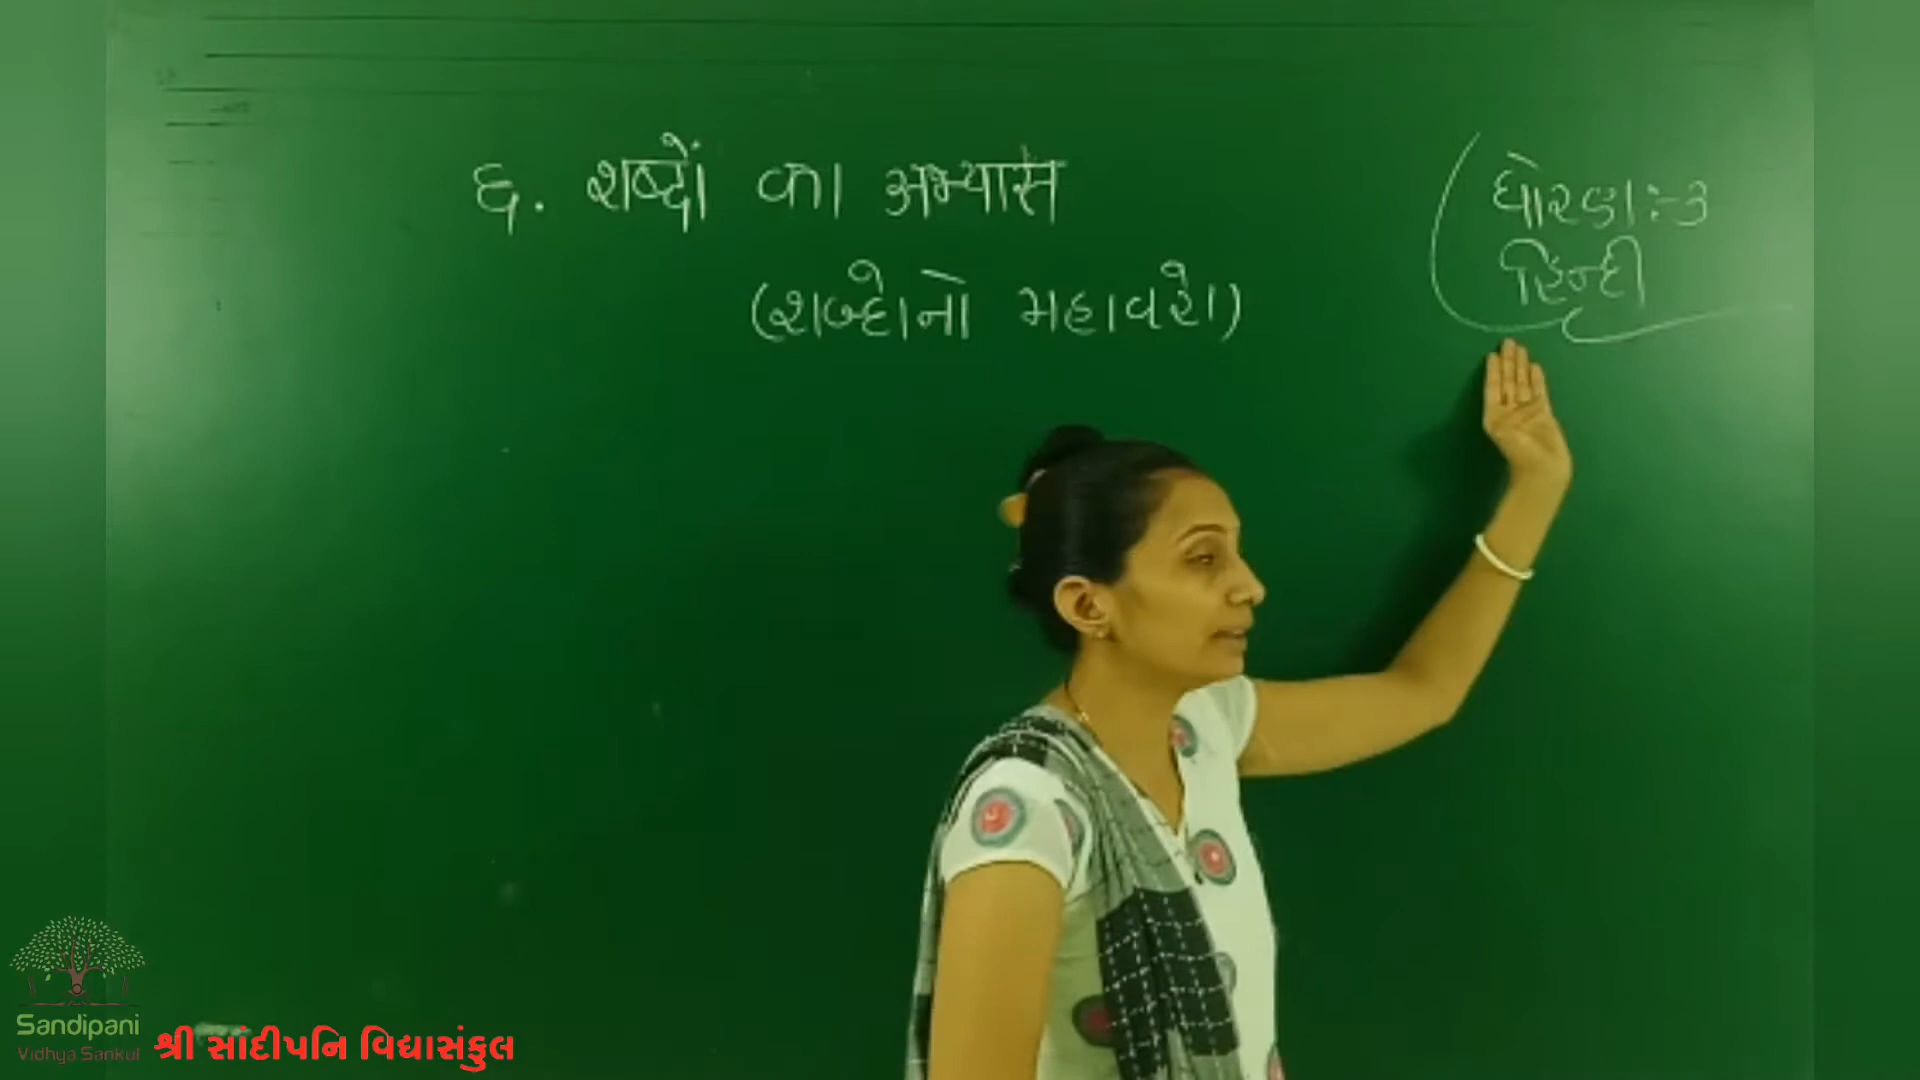 ६. शब्दों का अभ्यास
(શબ્દોનો મહાવરો)
ધોરણ:-૩
હિન્દી
Sandipani
Vidhya Sankul
શ્રી સાંદીપનિ વિદ્યાસંકુલ